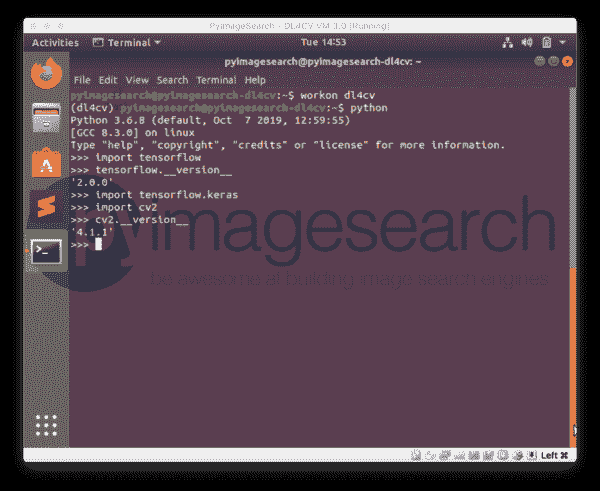 PyImageSearch - DL4CV VM 3.0 [Running]
Activities Terminal Tue 14:53
pyimagesearch@pyimagesearch-dl4cv: ~
File Edit View Search Terminal Help
pyimagesearch@pyimagesearch-dl4cv:~$ workon dl4cv
(dl4cv) pyimagesearch@pyimagesearch-dl4cv:~$ python
Python 3.6.8 (default, Oct  7 2019, 12:59:55)
[GCC 8.3.0] on linux
Type "help", "copyright", "credits" or "license" for more information.
>>> import tensorflow
>>> tensorflow.__version__
'2.0.0'
>>> import tensorflow.keras
>>> import cv2
>>> cv2.__version__
'4.1.1'
>>>
pyimagesearch
be awesome at building image search engines
Left ⌘